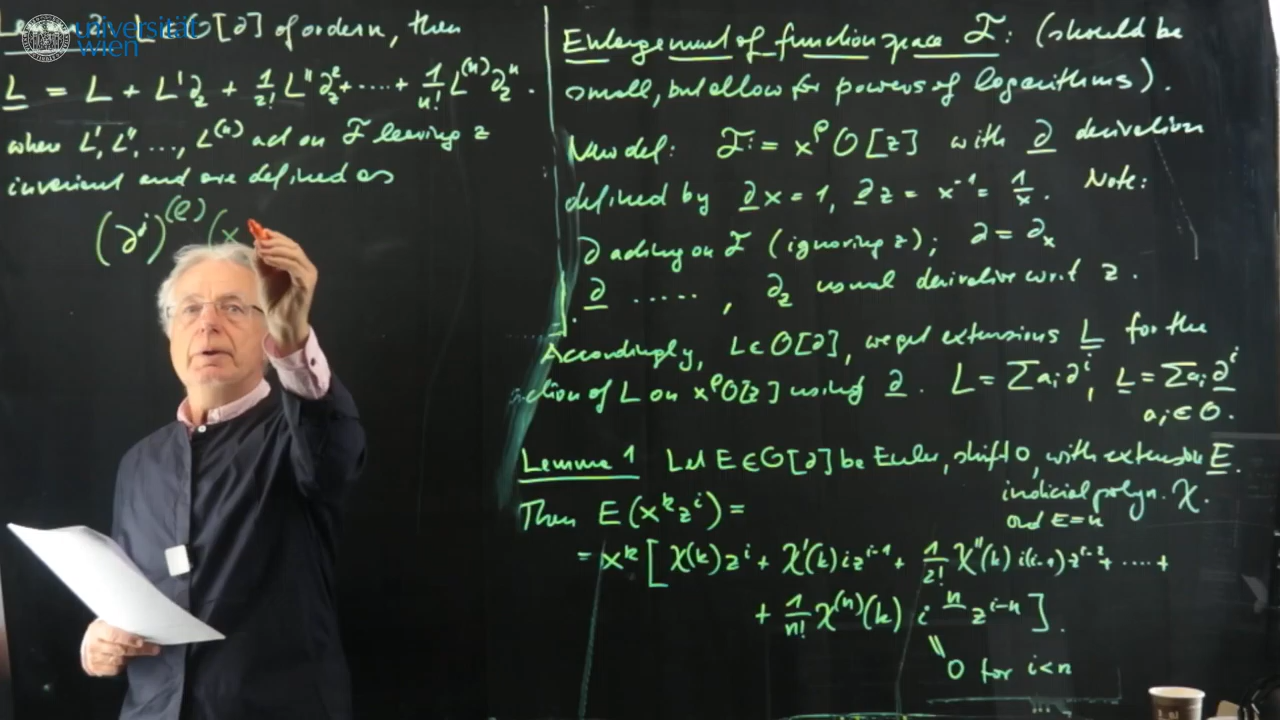 universität
wien
Lemma 2: L ∈ O[∂] of order n, then
L = L + L'∂_z + 1/2! L''∂_z² + ⋯ + 1/n! L^(n) ∂_z^n.
where L', L'', ..., L^(n) act on F leaving z
invariant and are defined as
(∂^j)^(e) (x
Enlargement of function space F: (should be
small, but allow for powers of logarithms).
New def: F := x^ρ O[z] with ∂ derivation
defined by ∂x = 1, ∂z = x^-1 = 1/x. Note:
∂ acting on F (ignoring z); ∂ = ∂_x
∂ ....., ∂_z usual derivative w.r.t z.
Accordingly, L ∈ O[∂], we get extensions L for the
action of L on x^ρ O[z] using ∂. L = Σ a_i ∂^i, L = Σ a_i ∂^i
a_i ∈ O.
Lemma 1 Let E ∈ O[∂] be Euler, shift 0, with extension E.
indicial polyn. χ.
ord E = n
Then E(x^k z^i) =
= x^k [ χ(k) z^i + χ'(k) i z^(i-1) + 1/2! χ''(k) i(i-1) z^(i-2) + ⋯ +
+ 1/n! χ^(n)(k) i^n z^(i-n) ].
0 for i < n